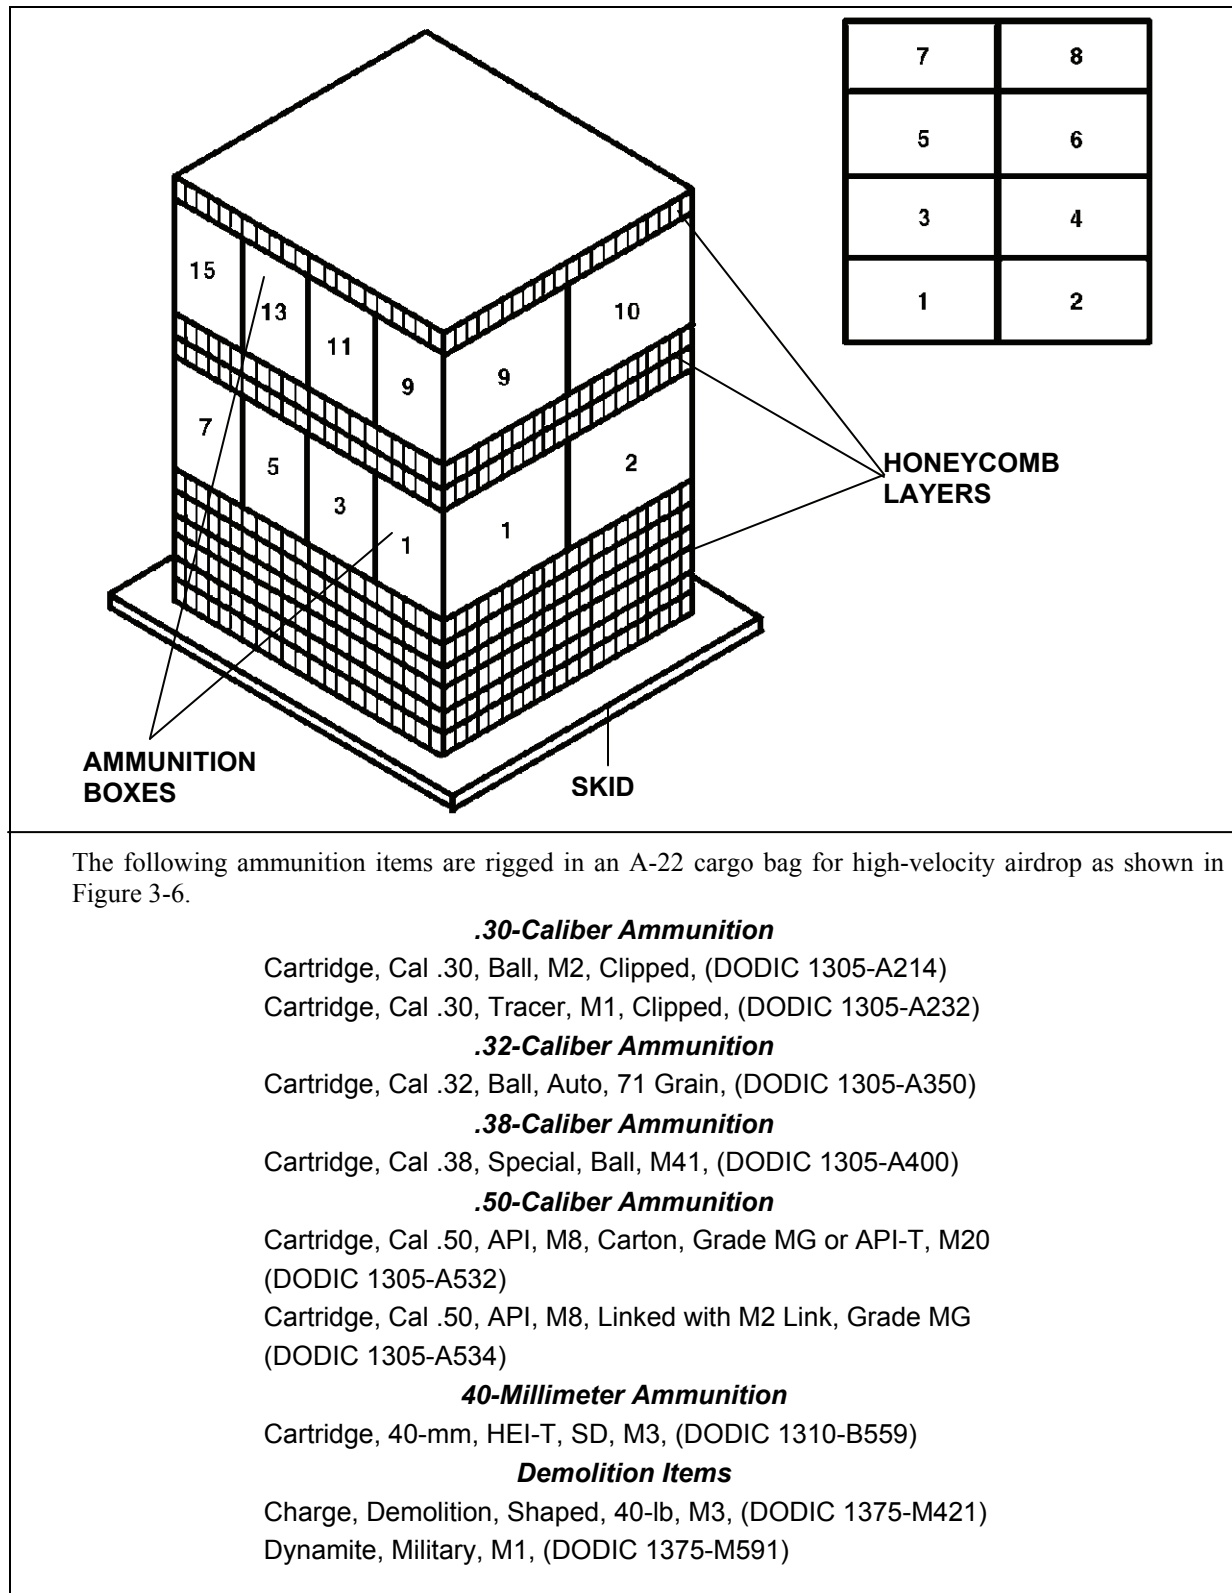 7 8
5 6
3 4
1 2
15 13 11 9 9 10
7 5 3 1 1 2
HONEYCOMB
LAYERS
AMMUNITION
BOXES
SKID
The following ammunition items are rigged in an A-22 cargo bag for high-velocity airdrop as shown in
Figure 3-6.
.30-Caliber Ammunition
Cartridge, Cal .30, Ball, M2, Clipped, (DODIC 1305-A214)
Cartridge, Cal .30, Tracer, M1, Clipped, (DODIC 1305-A232)
.32-Caliber Ammunition
Cartridge, Cal .32, Ball, Auto, 71 Grain, (DODIC 1305-A350)
.38-Caliber Ammunition
Cartridge, Cal .38, Special, Ball, M41, (DODIC 1305-A400)
.50-Caliber Ammunition
Cartridge, Cal .50, API, M8, Carton, Grade MG or API-T, M20
(DODIC 1305-A532)
Cartridge, Cal .50, API, M8, Linked with M2 Link, Grade MG
(DODIC 1305-A534)
40-Millimeter Ammunition
Cartridge, 40-mm, HEI-T, SD, M3, (DODIC 1310-B559)
Demolition Items
Charge, Demolition, Shaped, 40-lb, M3, (DODIC 1375-M421)
Dynamite, Military, M1, (DODIC 1375-M591)